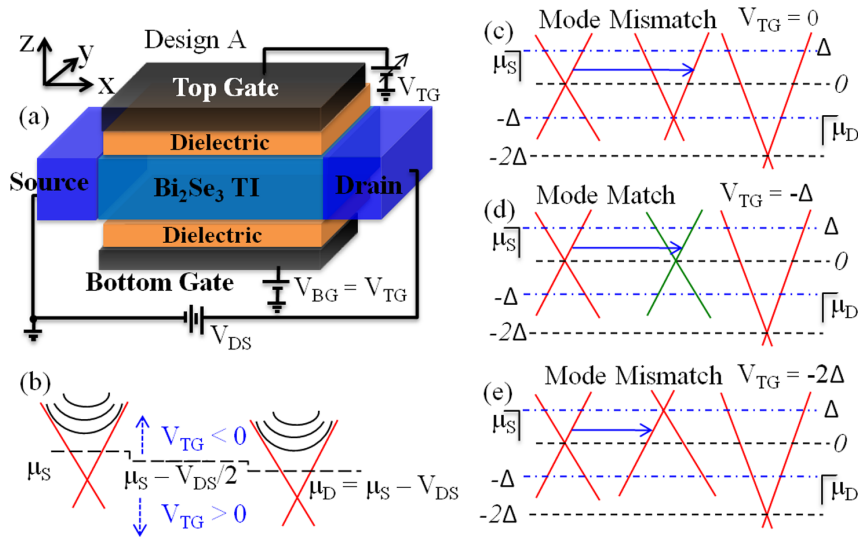 Design A
Z
y
x
V_TG
(a)
Top Gate
Dielectric
Source
Bi₂Se₃ TI
Drain
Dielectric
Bottom Gate
V_BG = V_TG
V_DS
(b)
μ_S
V_TG < 0
μ_S – V_DS/2
V_TG > 0
μ_D = μ_S – V_DS
(c)
Mode Mismatch
V_TG = 0
μ_S
Δ
0
-Δ
μ_D
-2Δ
(d)
Mode Match
V_TG = -Δ
μ_S
Δ
0
-Δ
μ_D
-2Δ
(e)
Mode Mismatch
V_TG = -2Δ
μ_S
Δ
0
-Δ
μ_D
-2Δ